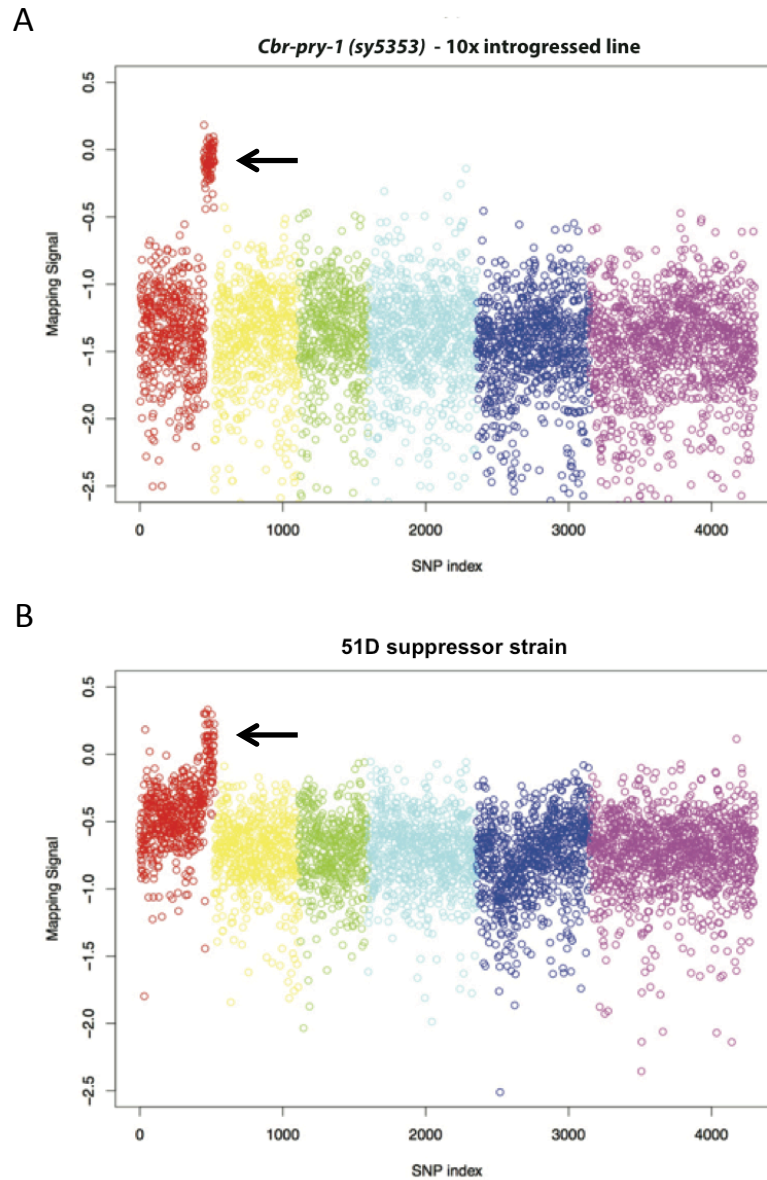 A
Cbr-pry-1 (sy5353) - 10x introgressed line
0.5
0.0
−0.5
−1.0
−1.5
−2.0
−2.5
Mapping Signal
0 1000 2000 3000 4000
SNP index
B
51D suppressor strain
0.5
0.0
−0.5
−1.0
−1.5
−2.0
−2.5
Mapping Signal
0 1000 2000 3000 4000
SNP index